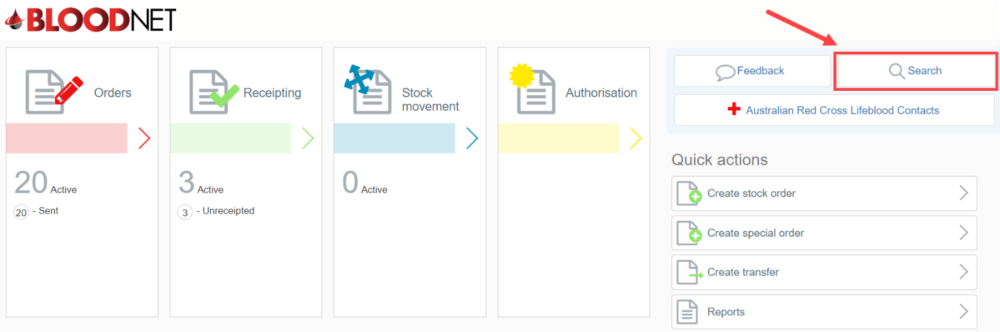 BLOODNET
Orders
20 Active
20 - Sent
Receipting
3 Active
3 - Unreceipted
Stock
movement
0 Active
Authorisation
Feedback
Search
Australian Red Cross Lifeblood Contacts
Quick actions
Create stock order
Create special order
Create transfer
Reports